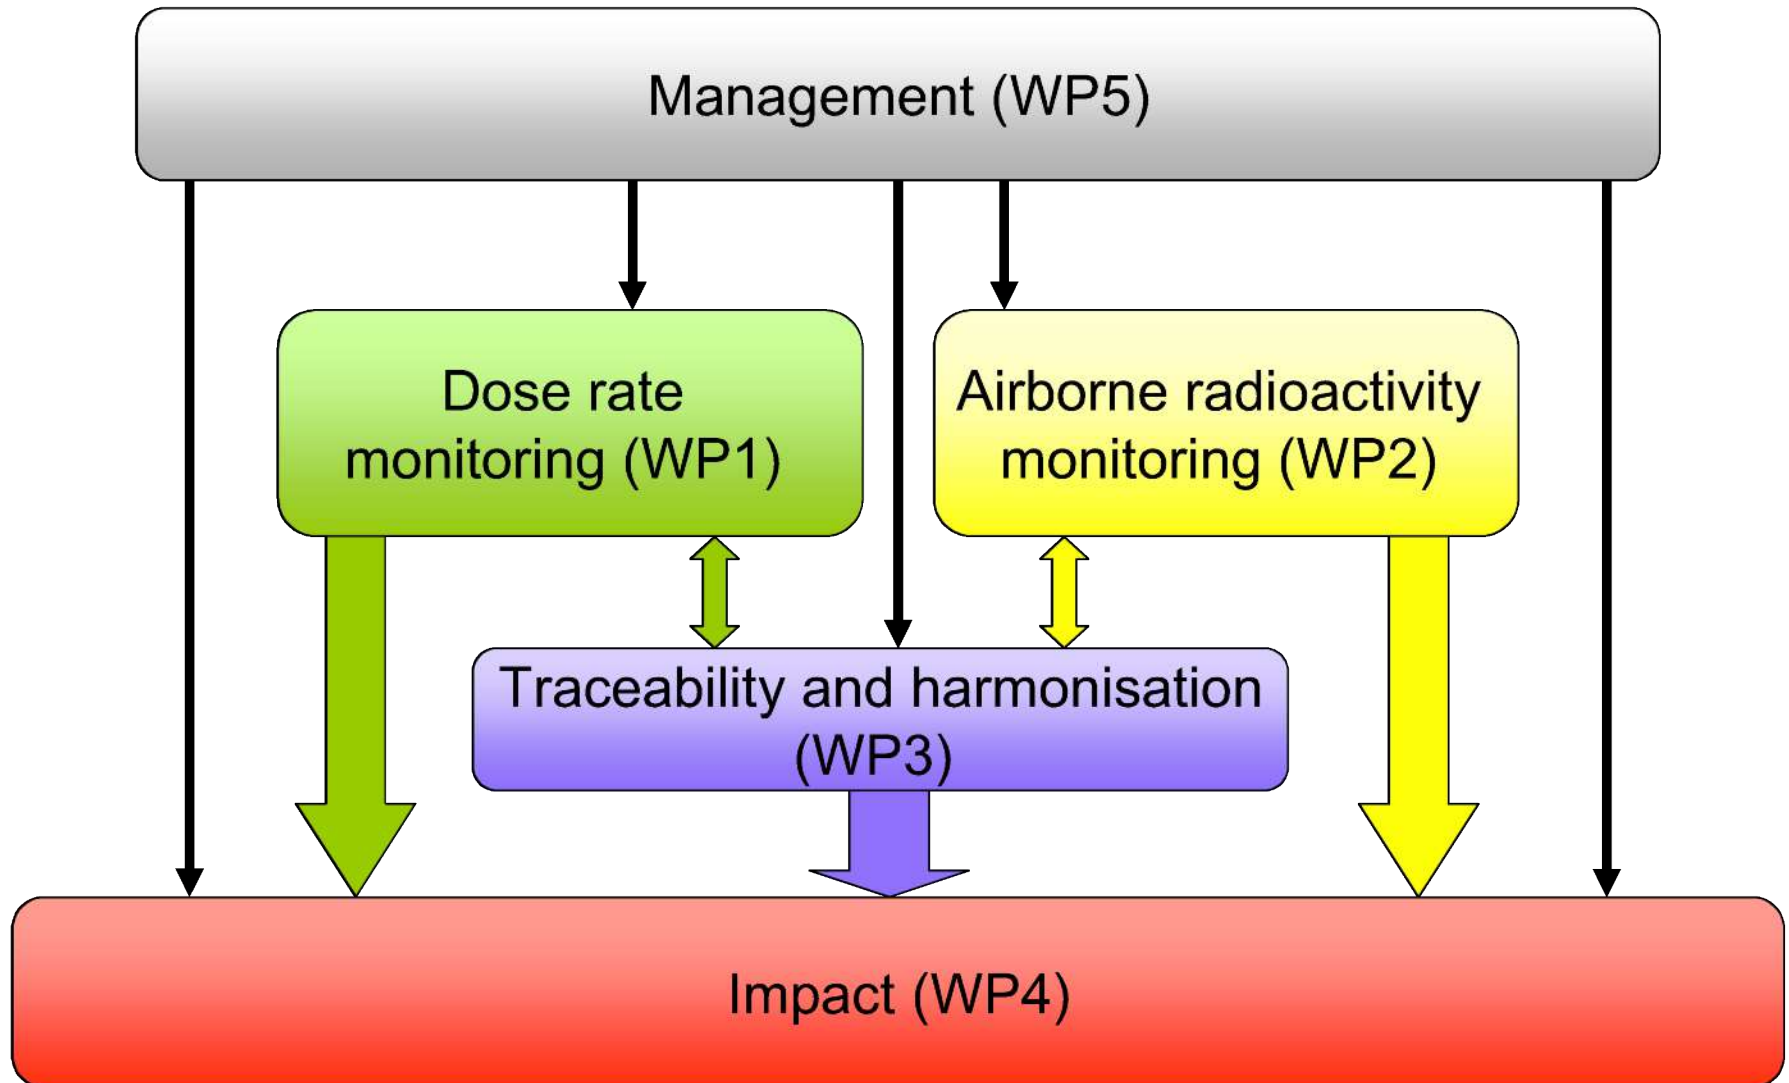 Management (WP5)
Dose rate
monitoring (WP1)
Airborne radioactivity
monitoring (WP2)
Traceability and harmonisation
(WP3)
Impact (WP4)